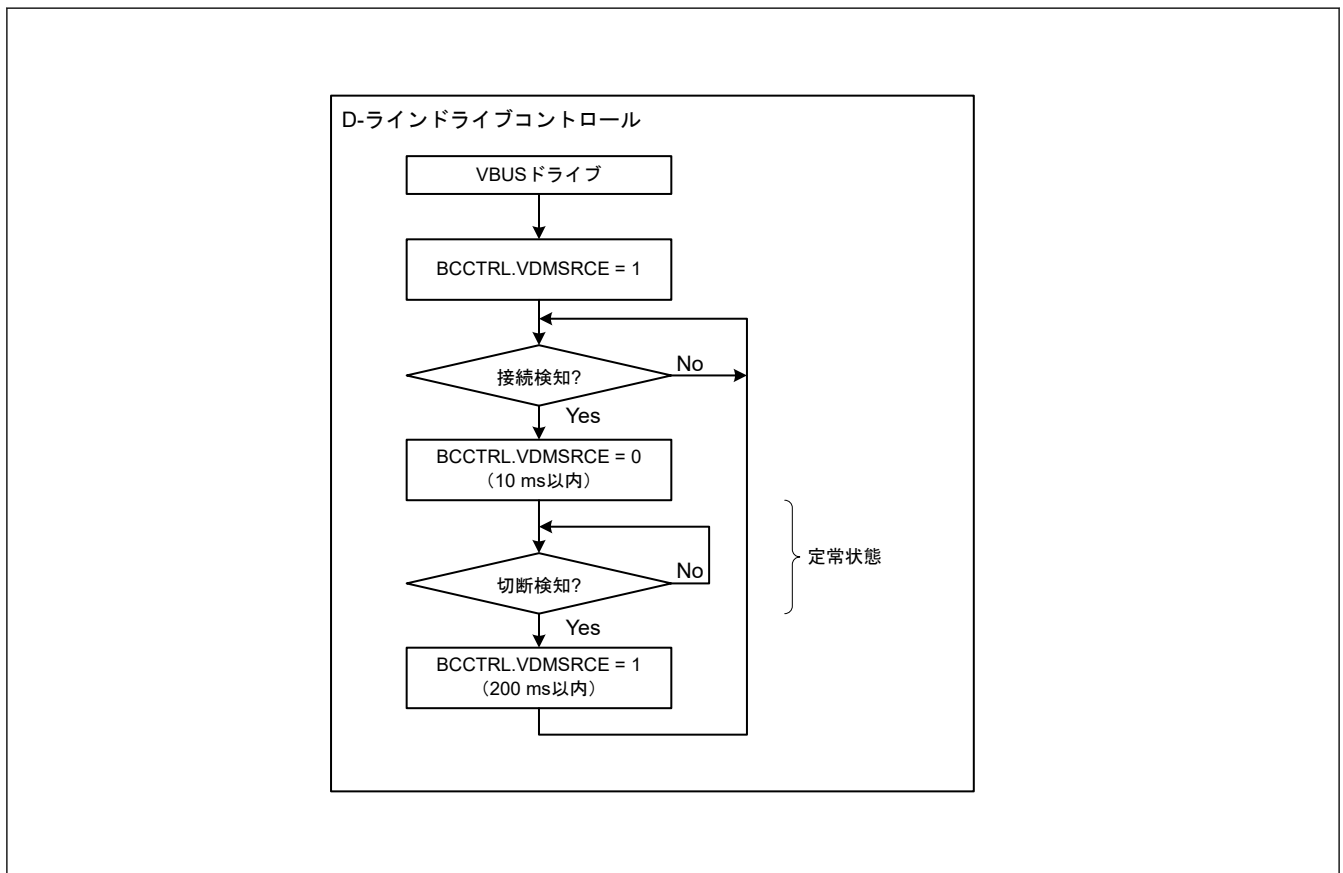 D-ラインドライブコントロール
VBUSドライブ
BCCTRL.VDMSRCE = 1
接続検知?
No
Yes
BCCTRL.VDMSRCE = 0
（10 ms以内）
定常状態
切断検知?
No
Yes
BCCTRL.VDMSRCE = 1
（200 ms以内）